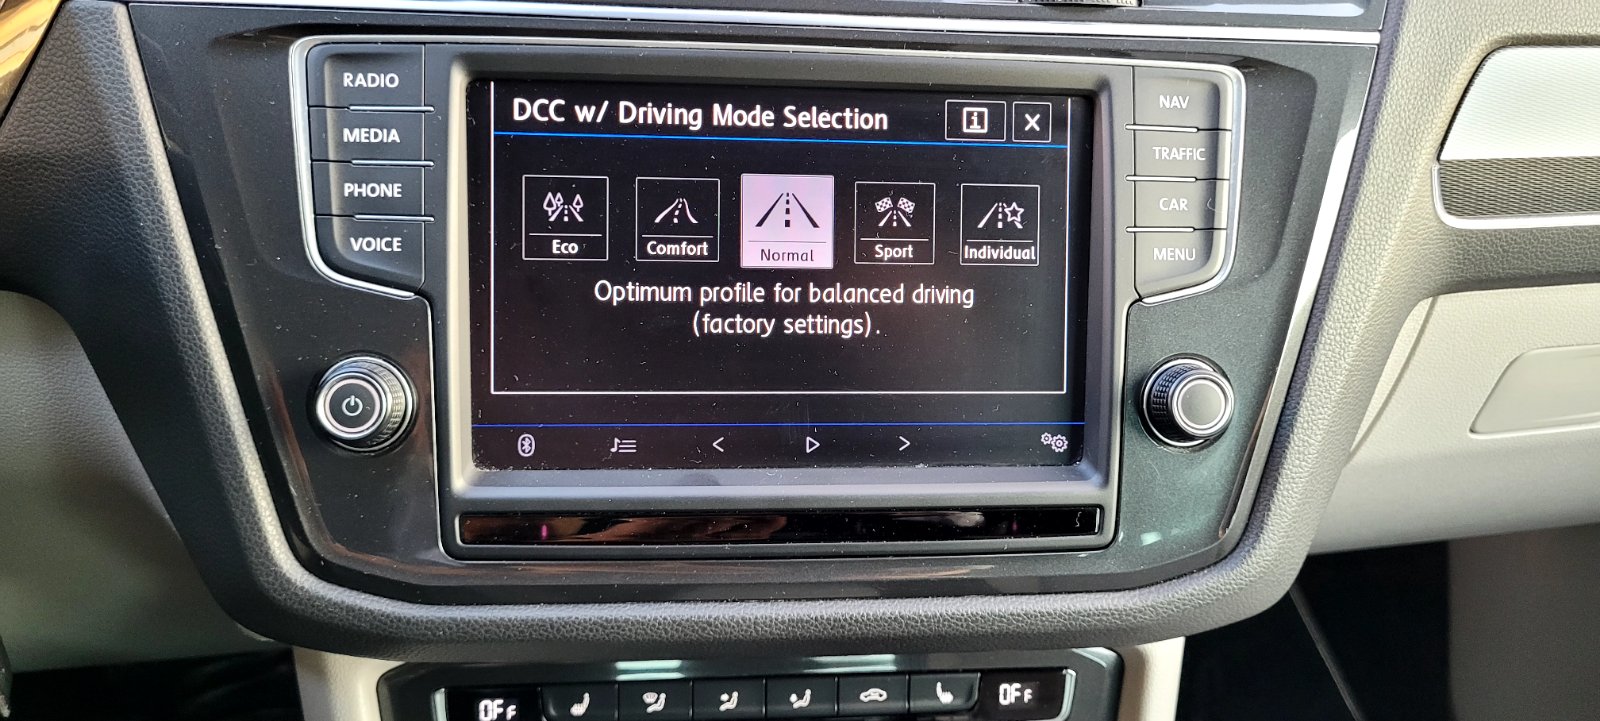 RADIO
MEDIA
PHONE
VOICE
DCC w/ Driving Mode Selection
i
X
Eco
Comfort
Normal
Sport
Individual
Optimum profile for balanced driving
(factory settings).
NAV
TRAFFIC
CAR
MENU
OFF
OFF